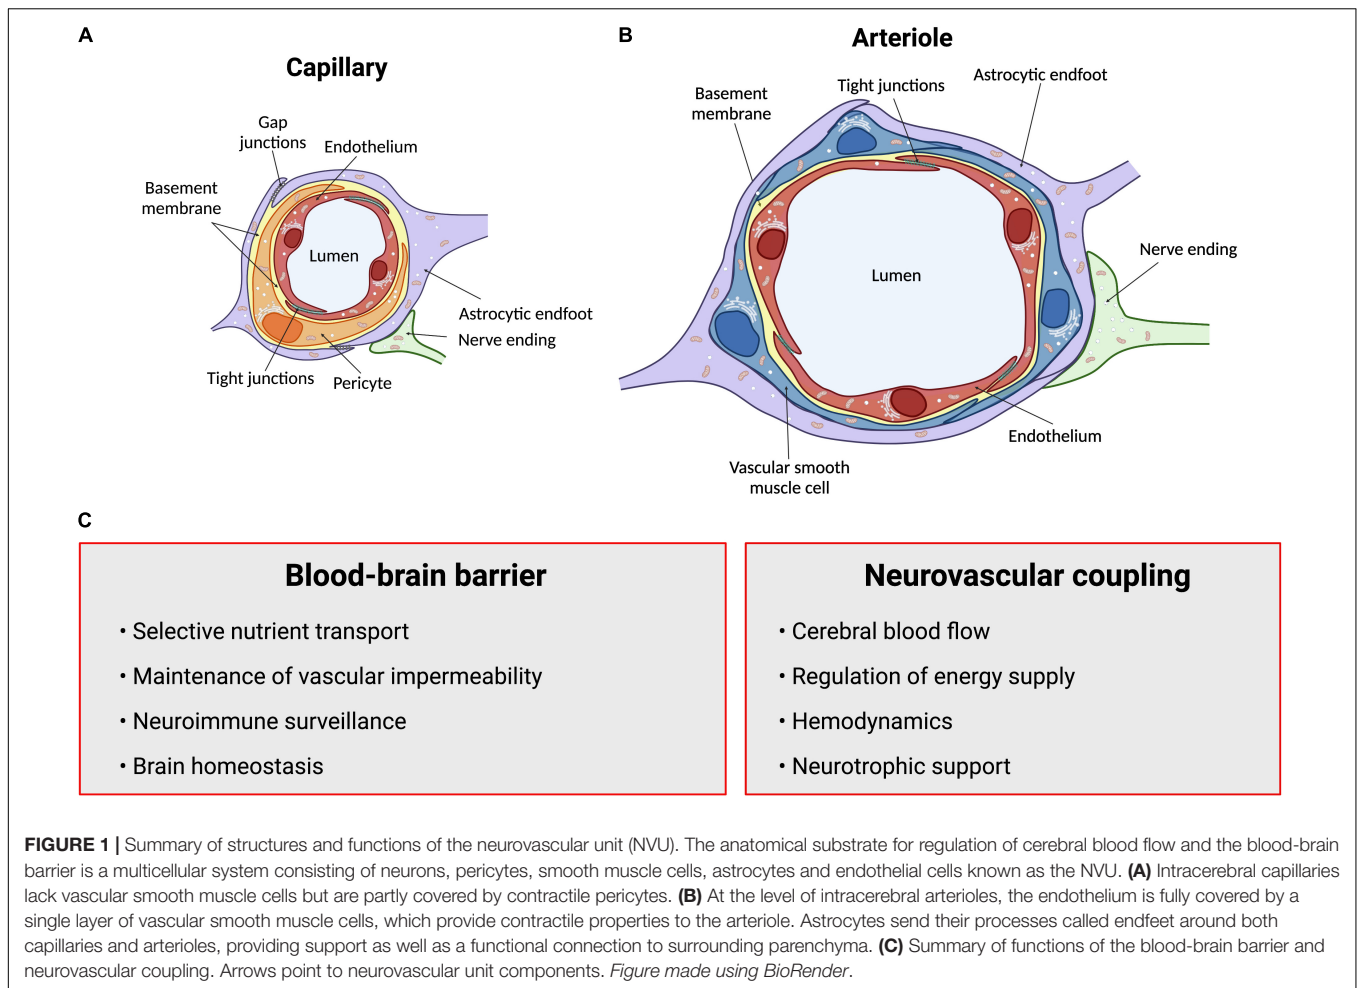 A
Capillary
Gap
junctions
Endothelium
Basement
membrane
Lumen
Astrocytic endfoot
Nerve ending
Tight junctions
Pericyte
B
Arteriole
Astrocytic endfoot
Tight junctions
Basement
membrane
Nerve ending
Lumen
Endothelium
Vascular smooth
muscle cell
C
Blood-brain barrier
• Selective nutrient transport
• Maintenance of vascular impermeability
• Neuroimmune surveillance
• Brain homeostasis
Neurovascular coupling
• Cerebral blood flow
• Regulation of energy supply
• Hemodynamics
• Neurotrophic support
FIGURE 1 | Summary of structures and functions of the neurovascular unit (NVU). The anatomical substrate for regulation of cerebral blood flow and the blood-brain
barrier is a multicellular system consisting of neurons, pericytes, smooth muscle cells, astrocytes and endothelial cells known as the NVU. (A) Intracerebral capillaries
lack vascular smooth muscle cells but are partly covered by contractile pericytes. (B) At the level of intracerebral arterioles, the endothelium is fully covered by a
single layer of vascular smooth muscle cells, which provide contractile properties to the arteriole. Astrocytes send their processes called endfeet around both
capillaries and arterioles, providing support as well as a functional connection to surrounding parenchyma. (C) Summary of functions of the blood-brain barrier and
neurovascular coupling. Arrows point to neurovascular unit components. Figure made using BioRender.